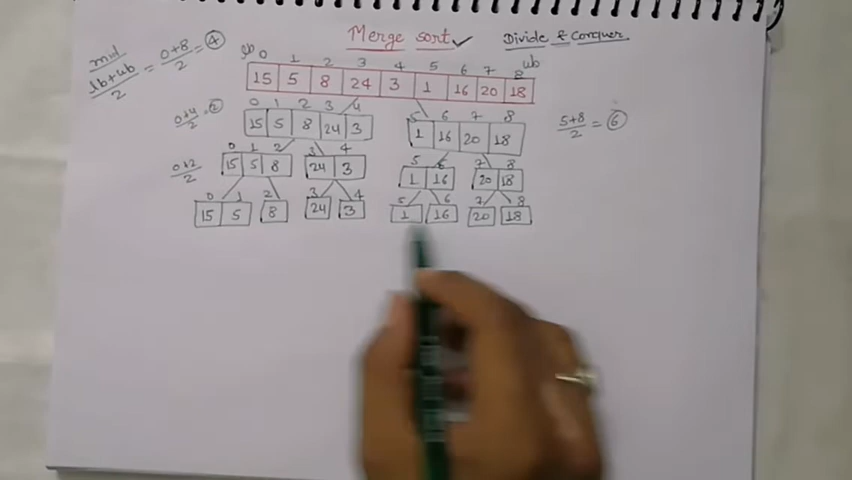 Merge sort ✓ Divide & Conquer
mid
lb+ub/2 = 0+8/2 = 4
lb ub
0 1 2 3 4 5 6 7 8
15 5 8 24 3 1 16 20 18
0+4/2 = 2
0 1 2 3 4 5 6 7 8
15 5 8 24 3 1 16 20 18
5+8/2 = 6
0+2/2
0 1 2 3 4 5 6 7 8
15 5 8 24 3 1 16 20 18
0 1 2 3 4 5 6 7 8
15 5 8 24 3 1 16 20 18